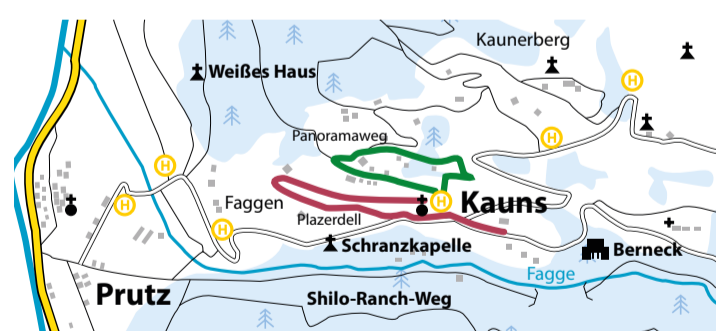 Kaunerberg
H
Weißes Haus
Panoramaweg
H
H
Kauns
H
Faggen
H
Plazerdell
H
Schranzkapelle
Berneck
Fagge
Prutz
Shilo-Ranch-Weg